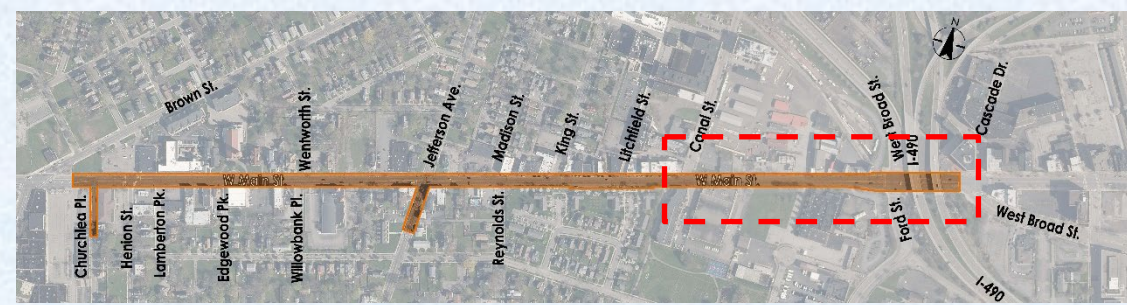 N
Brown St.
Wentworth St.
Jefferson Ave.
Madison St.
King St.
Litchfield St.
Canal St.
West Broad St.
I-490
Cascade Dr.
W Main St.
W Main St.
Churchlea Pl.
Henion St.
Lamberton Pk.
Edgewood Pk.
Willowbank Pl.
Reynolds St.
Ford St.
West Broad St.
I-490